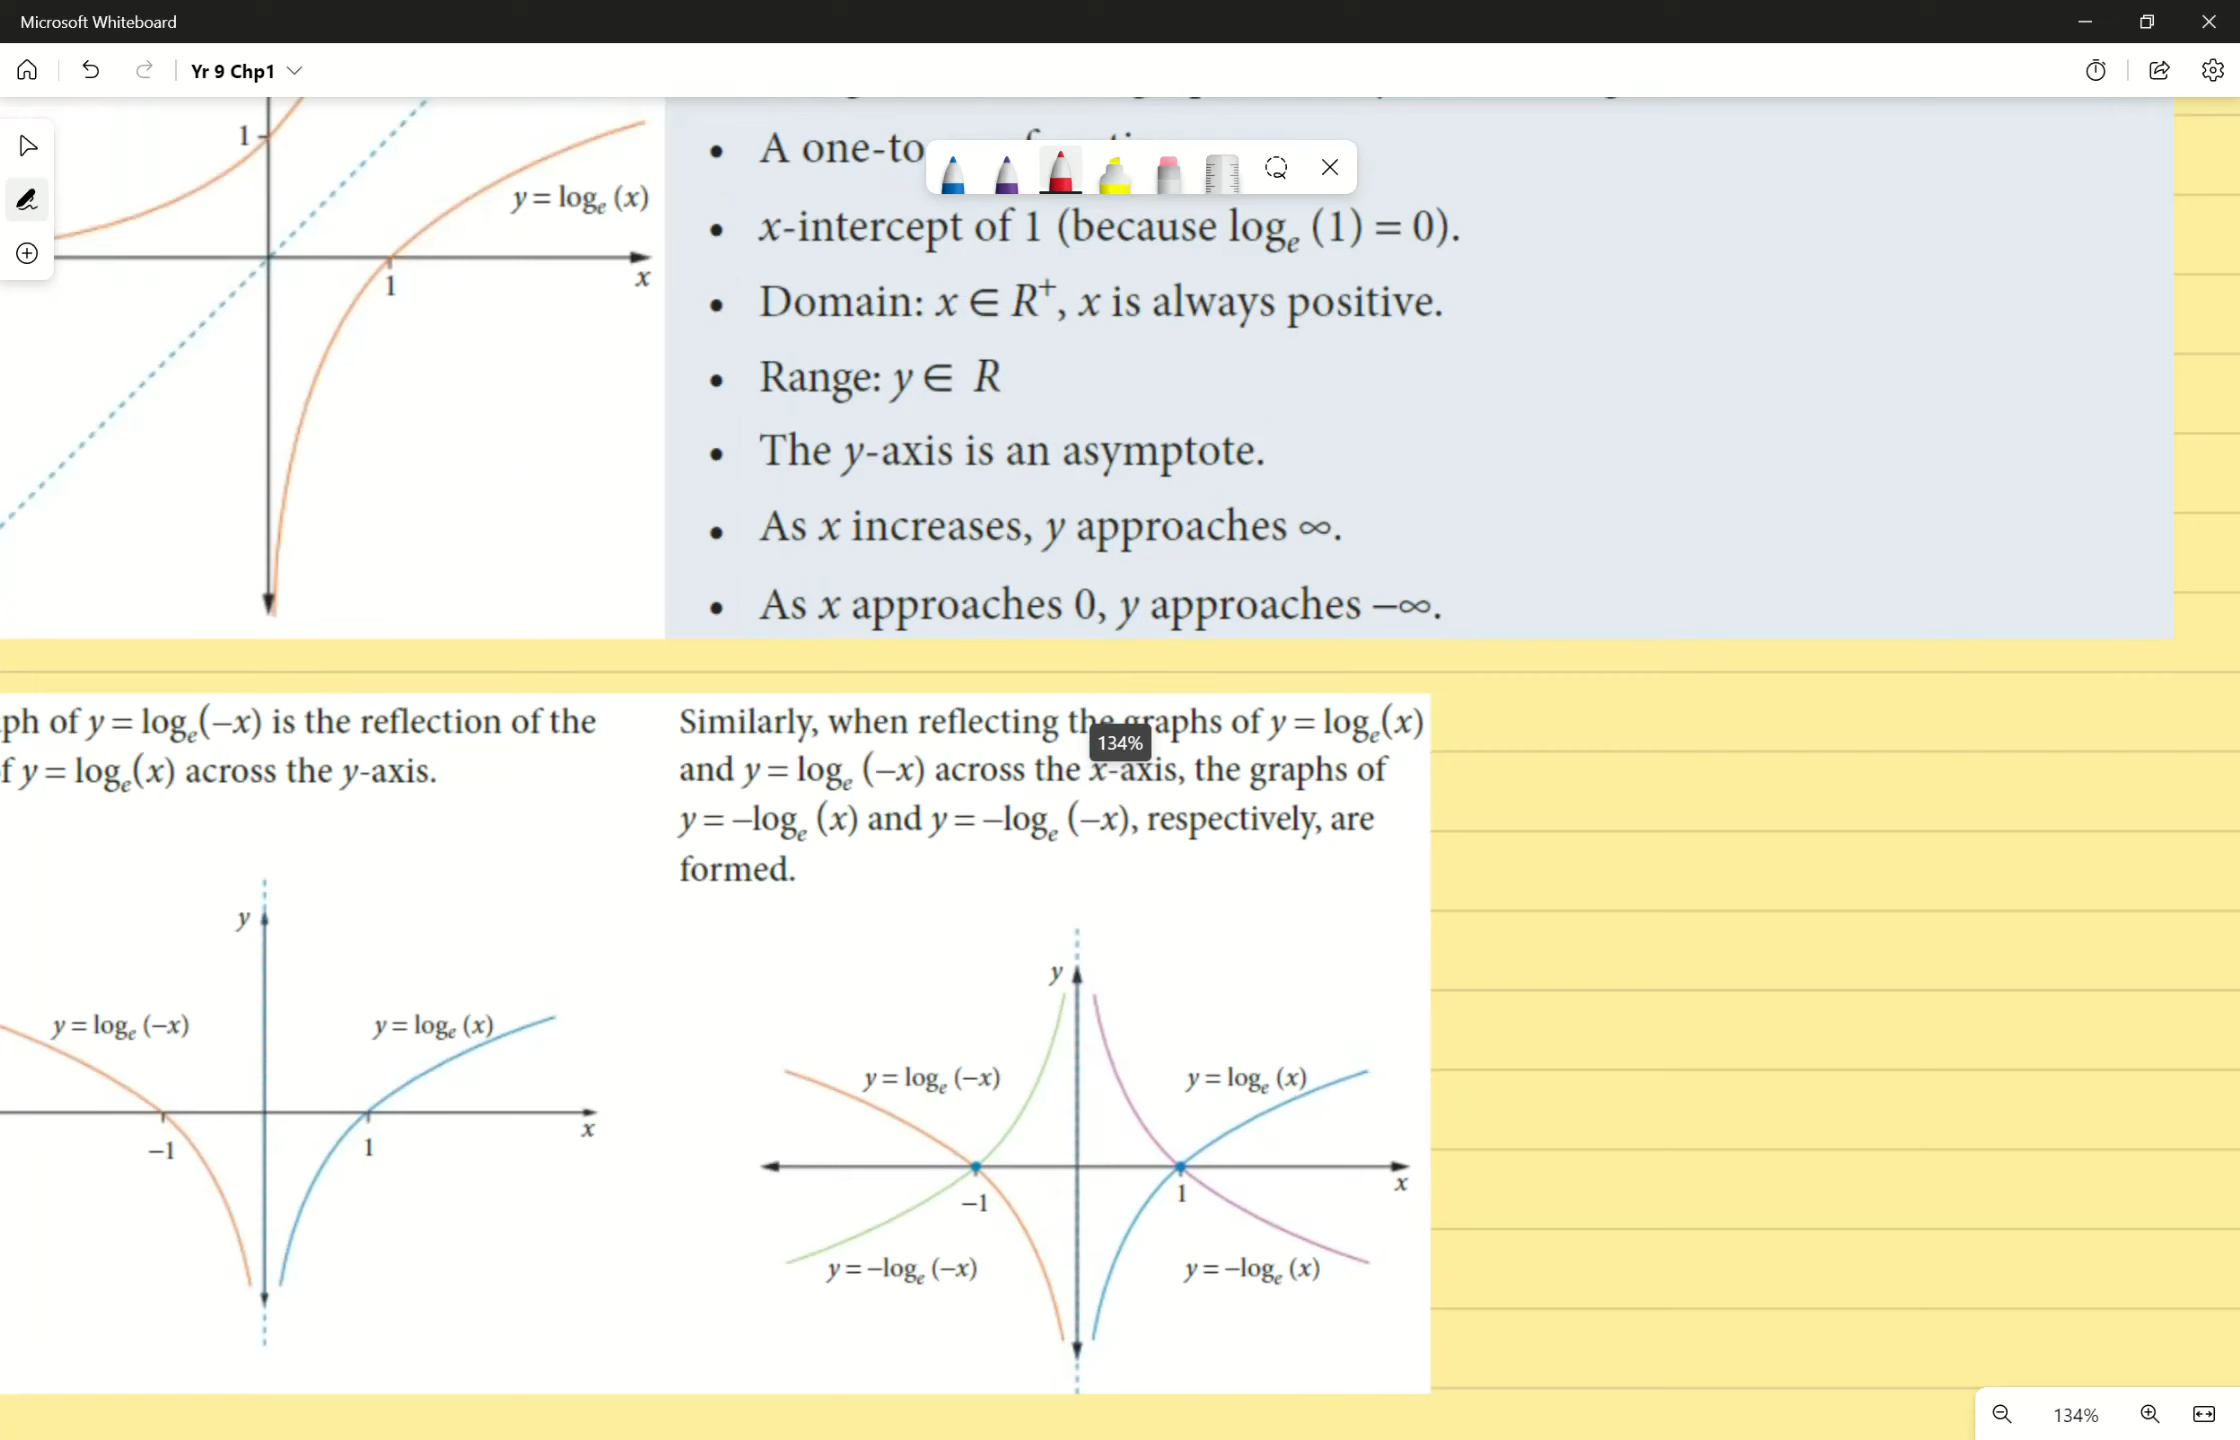 Microsoft Whiteboard
Yr 9 Chp1
1
y = logₑ (x)
x
1
• A one-to
• x-intercept of 1 (because logₑ (1) = 0).
• Domain: x ∈ R⁺, x is always positive.
• Range: y ∈ R
• The y-axis is an asymptote.
• As x increases, y approaches ∞.
• As x approaches 0, y approaches –∞.
ph of y = logₑ(–x) is the reflection of the
f y = logₑ(x) across the y-axis.
y
y = logₑ (–x)
y = logₑ (x)
x
–1
1
Similarly, when reflecting the graphs of y = logₑ(x)
134%
and y = logₑ (–x) across the x-axis, the graphs of
y = –logₑ (x) and y = –logₑ (–x), respectively, are
formed.
y
y = logₑ (–x)
y = logₑ (x)
x
–1
1
y = –logₑ (–x)
y = –logₑ (x)
134%